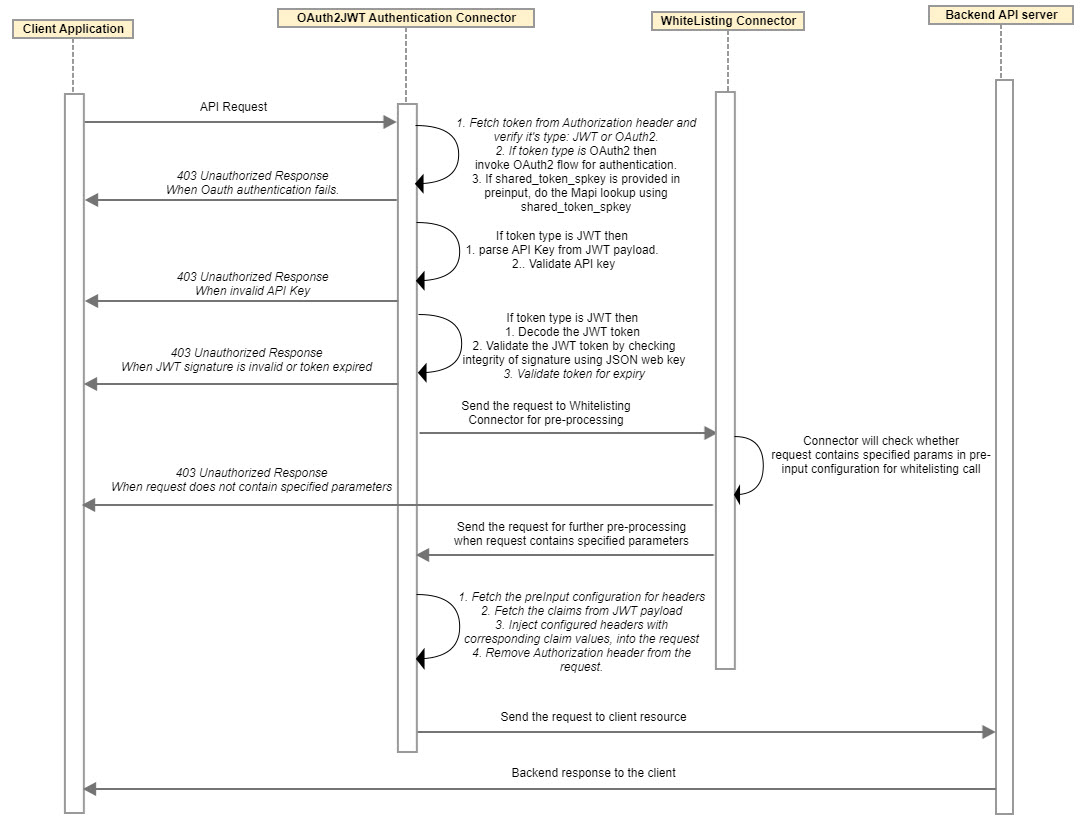 OAuth2JWT Authentication Connector
Client Application
WhiteListing Connector
Backend API server
API Request
1. Fetch token from Authorization header and
verify it's type: JWT or OAuth2.
2. If token type is OAuth2 then
invoke OAuth2 flow for authentication.
3. If shared_token_spkey is provided in
preinput, do the Mapi lookup using
shared_token_spkey
403 Unauthorized Response
When Oauth authentication fails.
If token type is JWT then
1. parse API Key from JWT payload.
2.. Validate API key
403 Unauthorized Response
When invalid API Key
If token type is JWT then
1. Decode the JWT token
2. Validate the JWT token by checking
integrity of signature using JSON web key
3. Validate token for expiry
403 Unauthorized Response
When JWT signature is invalid or token expired
Send the request to Whitelisting
Connector for pre-processing
Connector will check whether
request contains specified params in pre-
input configuration for whitelisting call
403 Unauthorized Response
When request does not contain specified parameters
Send the request for further pre-processing
when request contains specified parameters
1. Fetch the preInput configuration for headers
2. Fetch the claims from JWT payload
3. Inject configured headers with
corresponding claim values, into the request
4. Remove Authorization header from the
request.
Send the request to client resource
Backend response to the client